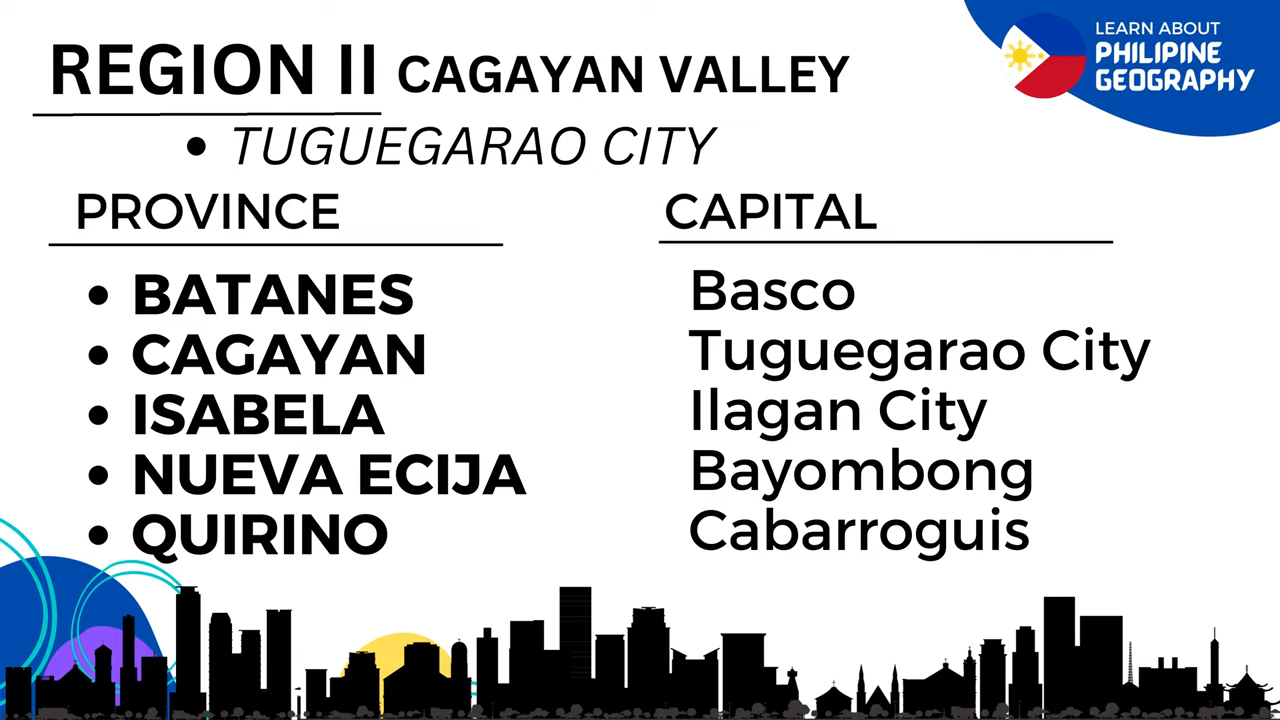 REGION II CAGAYAN VALLEY
LEARN ABOUT
PHILIPINE
GEOGRAPHY
• TUGUEGARAO CITY
PROVINCE CAPITAL
• BATANES Basco
• CAGAYAN Tuguegarao City
• ISABELA Ilagan City
• NUEVA ECIJA Bayombong
• QUIRINO Cabarroguis